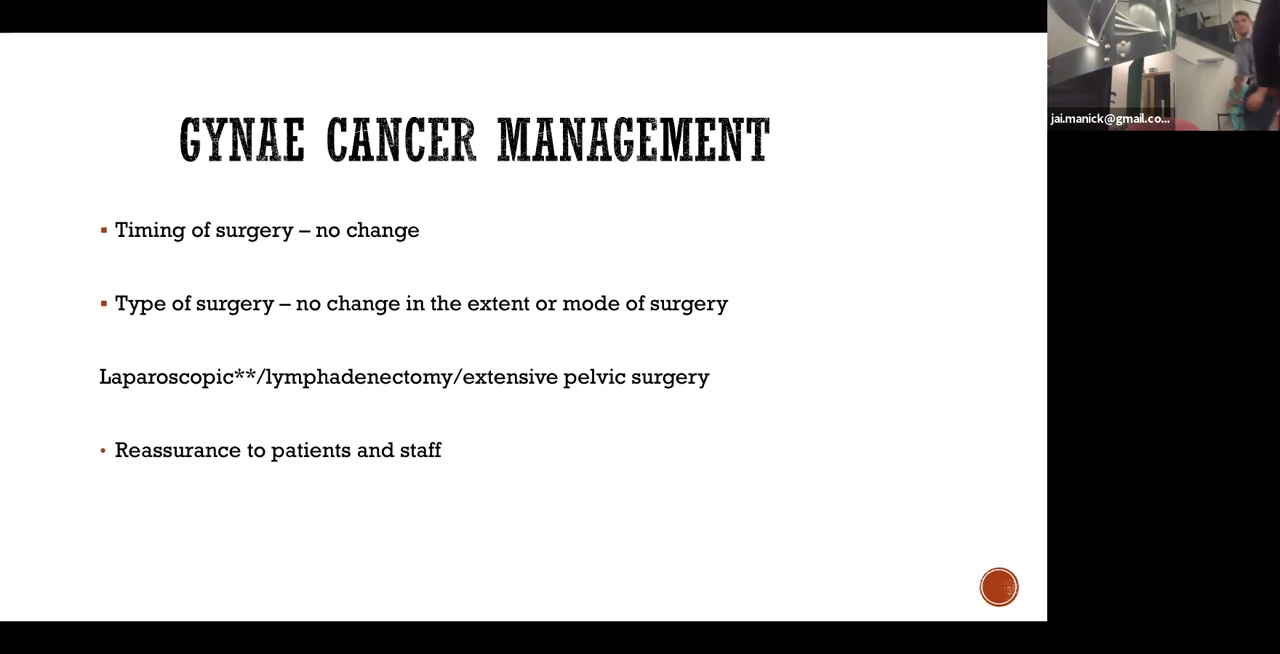 GYNAE CANCER MANAGEMENT
▪ Timing of surgery – no change
▪ Type of surgery – no change in the extent or mode of surgery
Laparoscopic**/lymphadenectomy/extensive pelvic surgery
• Reassurance to patients and staff
jai.manick@gmail.co...